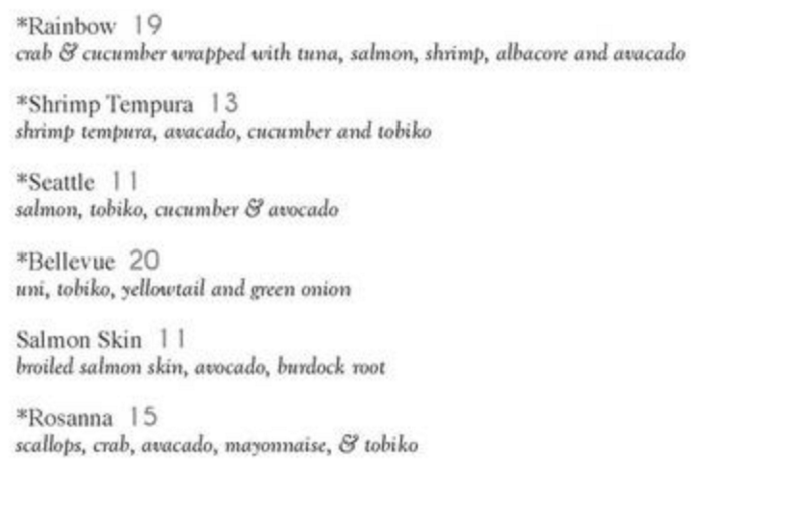 *Rainbow 19
crab & cucumber wrapped with tuna, salmon, shrimp, albacore and avacado
*Shrimp Tempura 13
shrimp tempura, avacado, cucumber and tobiko
*Seattle 11
salmon, tobiko, cucumber & avocado
*Bellevue 20
uni, tobiko, yellowtail and green onion
Salmon Skin 11
broiled salmon skin, avocado, burdock root
*Rosanna 15
scallops, crab, avacado, mayonnaise, & tobiko